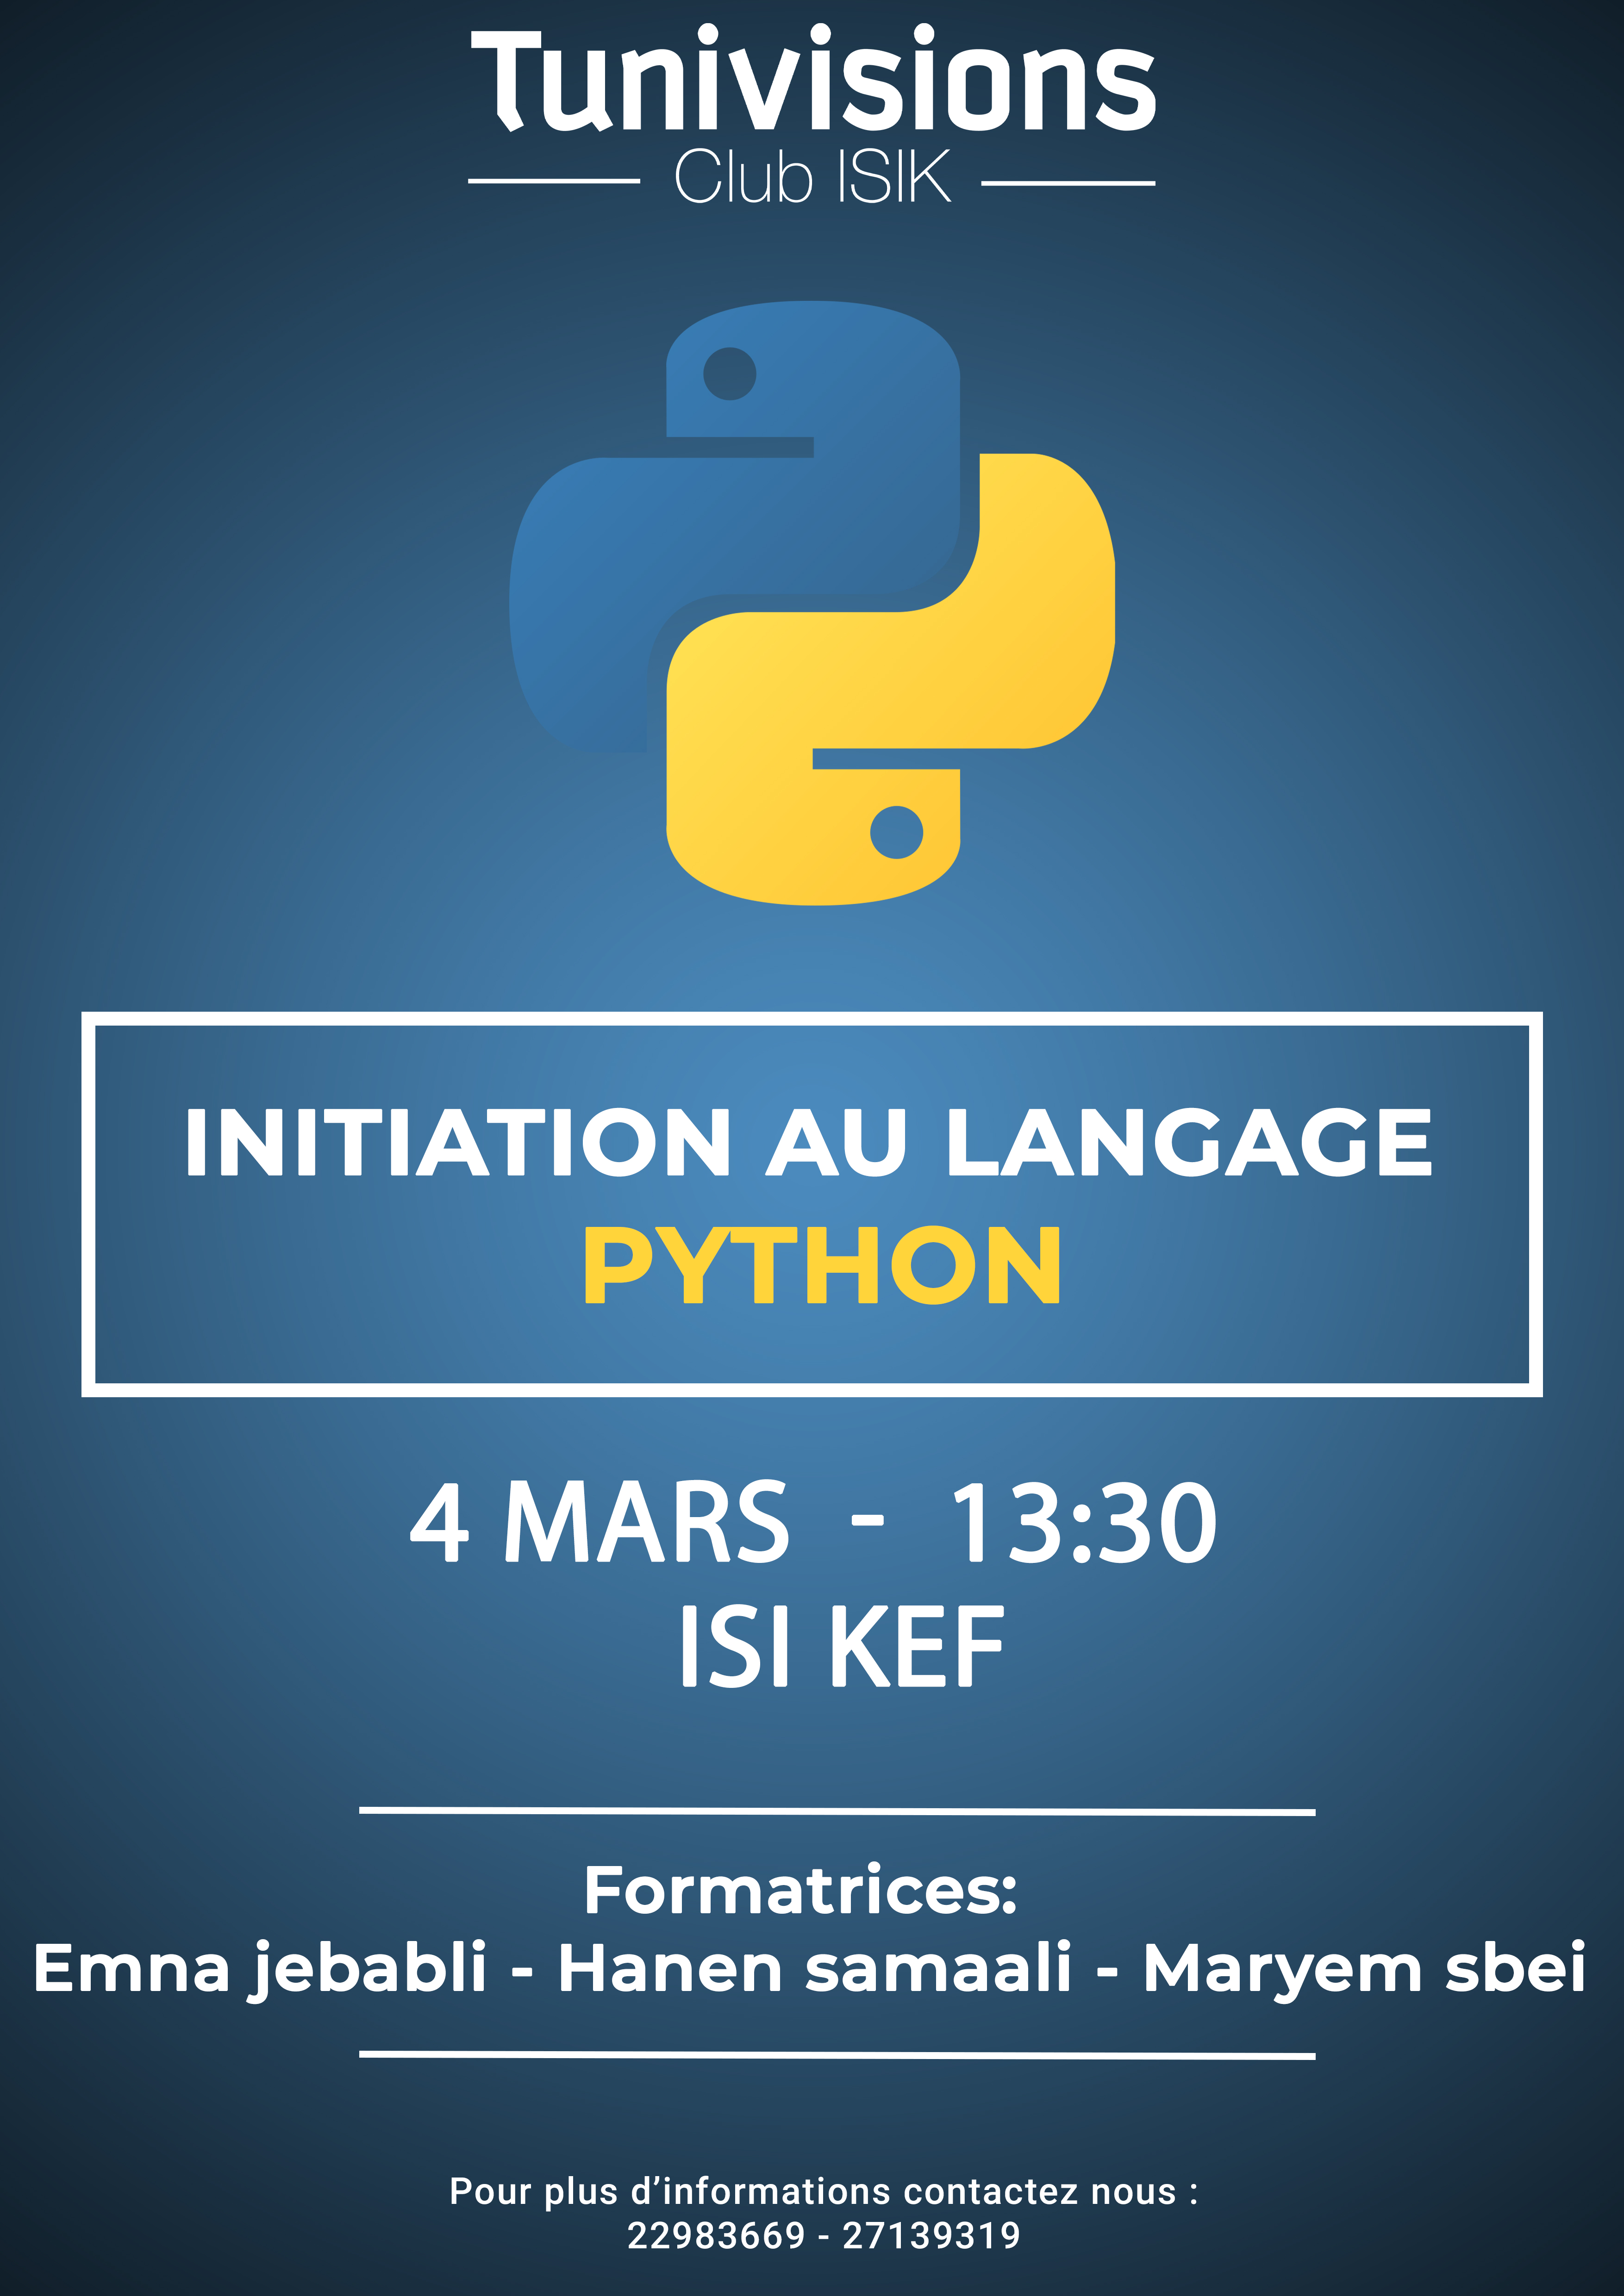 Tunivisions
Club ISIK
INITIATION AU LANGAGE
PYTHON
4 MARS - 13:30
ISI KEF
Formatrices:
Emna jebabli - Hanen samaali - Maryem sbei
Pour plus d’informations contactez nous :
22983669 - 27139319